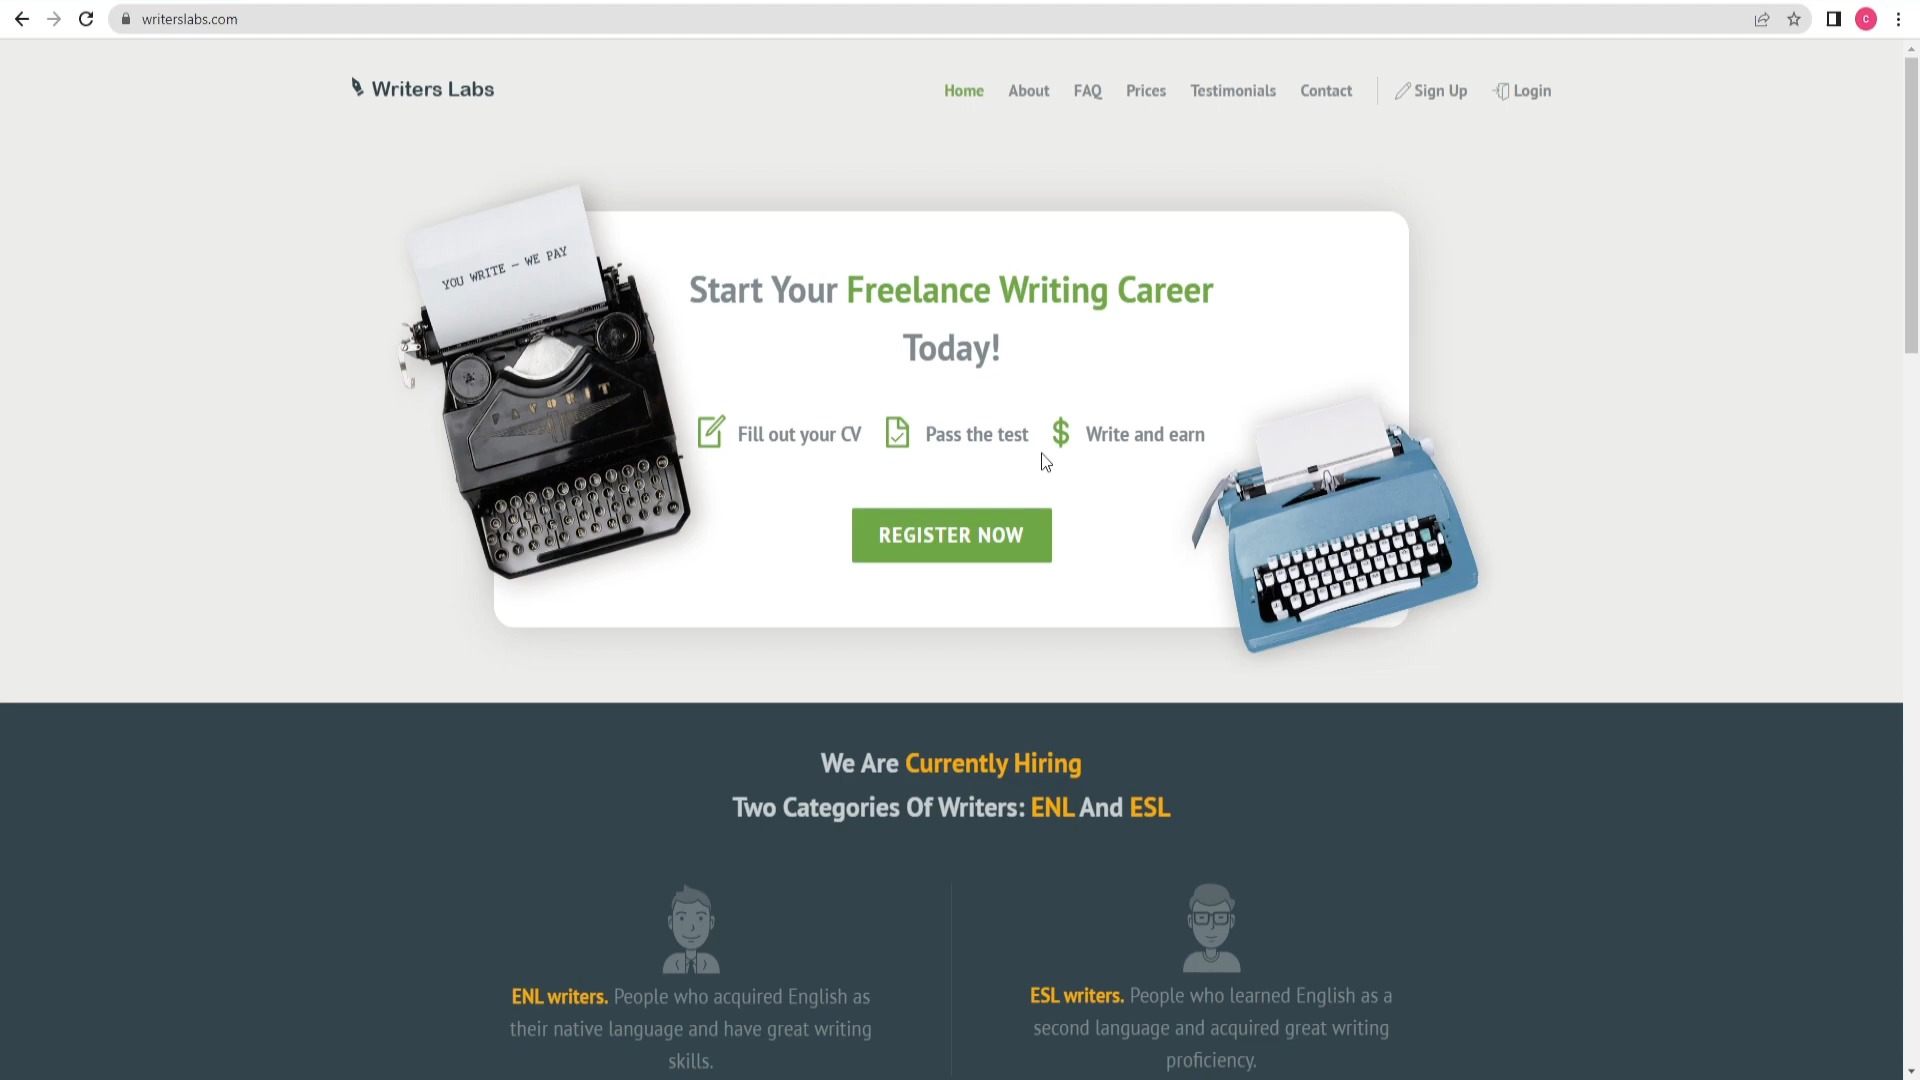 writerslabs.com
C
Writers Labs
Home About FAQ Prices Testimonials Contact Sign Up Login
YOU WRITE – WE PAY
FAVORIT
Start Your Freelance Writing Career
Today!
Fill out your CV Pass the test $ Write and earn
REGISTER NOW
We Are Currently Hiring
Two Categories Of Writers: ENL And ESL
ENL writers. People who acquired English as
their native language and have great writing
skills.
ESL writers. People who learned English as a
second language and acquired great writing
proficiency.